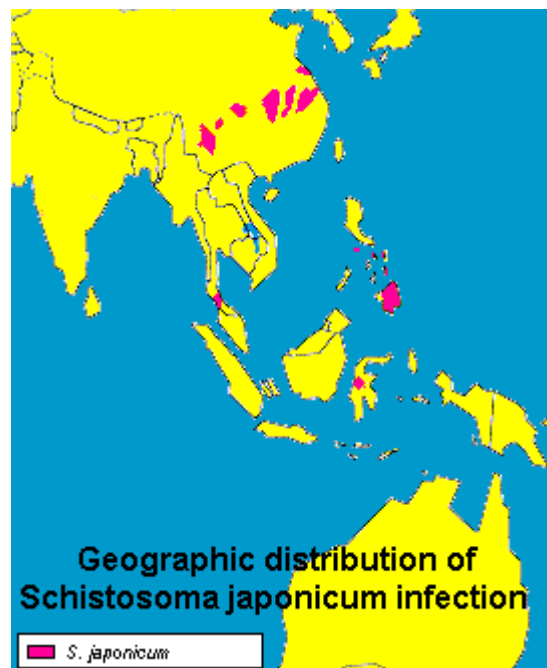 Geographic distribution of
Schistosoma japonicum infection
S. japonicum